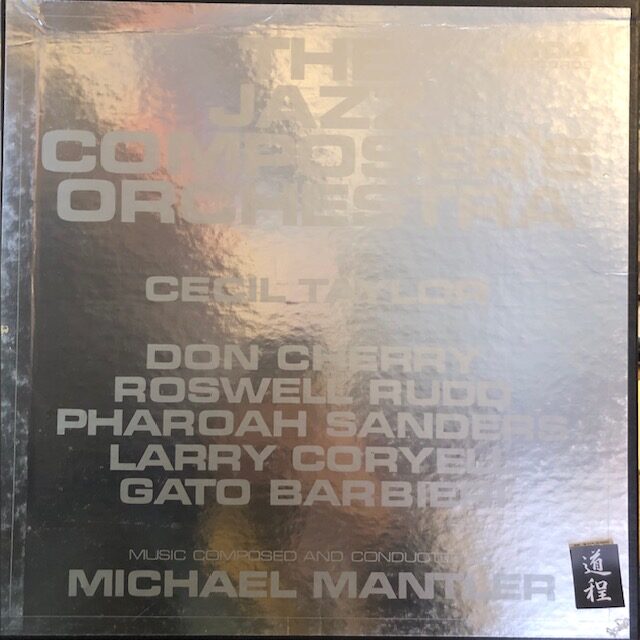 THE
JAZZ
COMPOSER'S
ORCHESTRA
CECIL TAYLOR
DON CHERRY
ROSWELL RUDD
PHAROAH SANDERS
LARRY CORYELL
GATO BARBIERI
MUSIC COMPOSED AND CONDUCTED
MICHAEL MANTLER
道
程